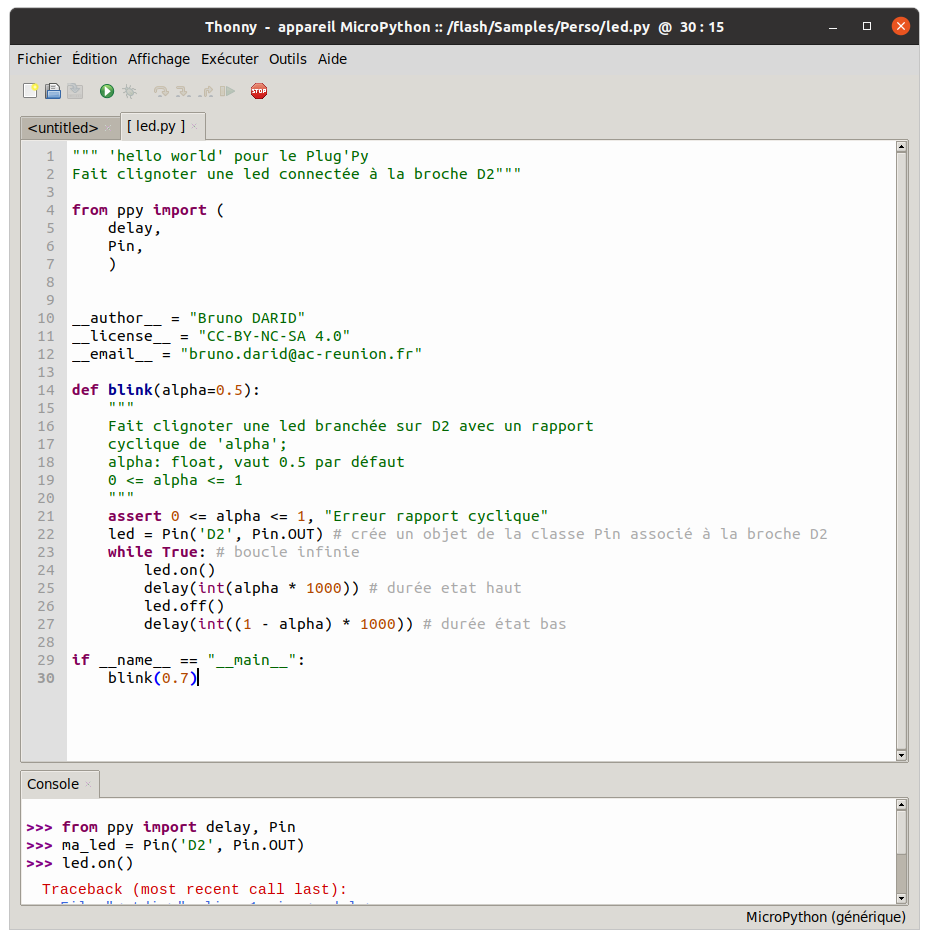 Thonny - appareil MicroPython :: /flash/Samples/Perso/led.py @ 30 : 15
Fichier Édition Affichage Exécuter Outils Aide
STOP
<untitled> [ led.py ]
1 """ 'hello world' pour le Plug'Py
2 Fait clignoter une led connectée à la broche D2"""
3
4 from ppy import (
5     delay,
6     Pin,
7     )
8
9
10 __author__ = "Bruno DARID"
11 __license__ = "CC-BY-NC-SA 4.0"
12 __email__ = "bruno.darid@ac-reunion.fr"
13
14 def blink(alpha=0.5):
15     """
16     Fait clignoter une led branchée sur D2 avec un rapport
17     cyclique de 'alpha';
18     alpha: float, vaut 0.5 par défaut
19     0 <= alpha <= 1
20     """
21     assert 0 <= alpha <= 1, "Erreur rapport cyclique"
22     led = Pin('D2', Pin.OUT) # crée un objet de la classe Pin associé à la broche D2
23     while True: # boucle infinie
24         led.on()
25         delay(int(alpha * 1000)) # durée etat haut
26         led.off()
27         delay(int((1 - alpha) * 1000)) # durée état bas
28
29 if __name__ == "__main__":
30     blink(0.7)
Console
>>> from ppy import delay, Pin
>>> ma_led = Pin('D2', Pin.OUT)
>>> led.on()
Traceback (most recent call last):
MicroPython (générique)